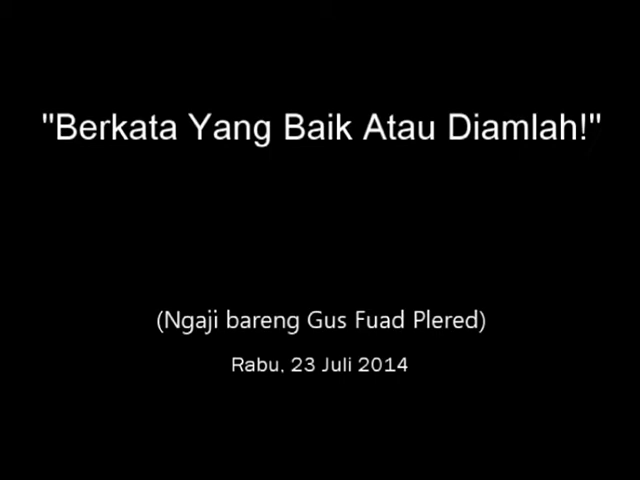 "Berkata Yang Baik Atau Diamlah!"
(Ngaji bareng Gus Fuad Plered)
Rabu, 23 Juli 2014